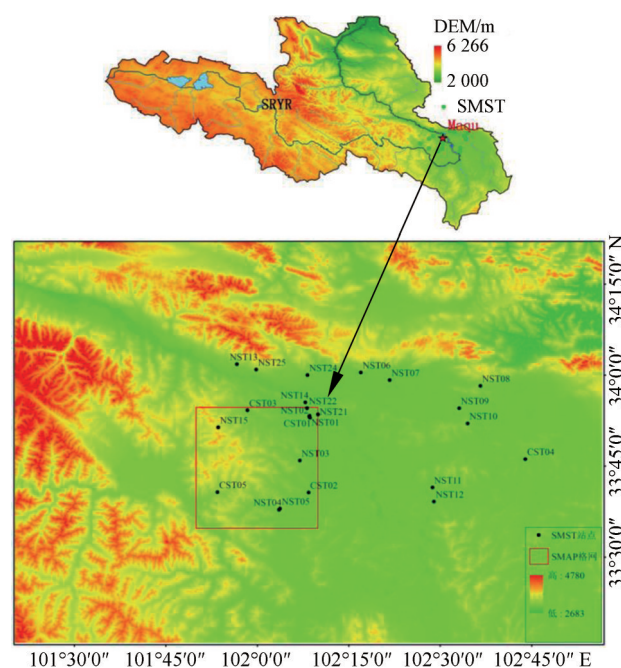 DEM/m
6 266
2 000
SMST
SRYR
Maqu
34°15′0″ N
34°0′0″
33°45′0″
33°30′0″
NST13
NST25
NST24
NST06
NST07
NST08
NST14
NST22
CST03
NST02
NST21
NST09
CST01
NST01
NST10
NST15
NST03
CST04
CST05
CST02
NST11
NST04
NST05
NST12
SMST站点
SMAP格网
高 : 4780
低 : 2683
101°30′0″
101°45′0″
102°0′0″
102°15′0″
102°30′0″
102°45′0″ E